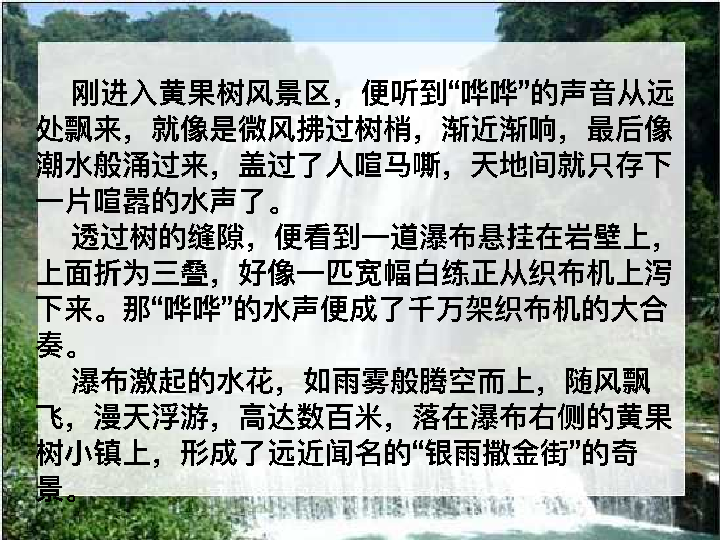 刚进入黄果树风景区，便听到“哗哗”的声音从远
处飘来，就像是微风拂过树梢，渐近渐响，最后像
潮水般涌过来，盖过了人喧马嘶，天地间就只存下
一片喧嚣的水声了。
透过树的缝隙，便看到一道瀑布悬挂在岩壁上，
上面折为三叠，好像一匹宽幅白练正从织布机上泻
下来。那“哗哗”的水声便成了千万架织布机的大合
奏。
瀑布激起的水花，如雨雾般腾空而上，随风飘
飞，漫天浮游，高达数百米，落在瀑布右侧的黄果
树小镇上，形成了远近闻名的“银雨撒金街”的奇
景。